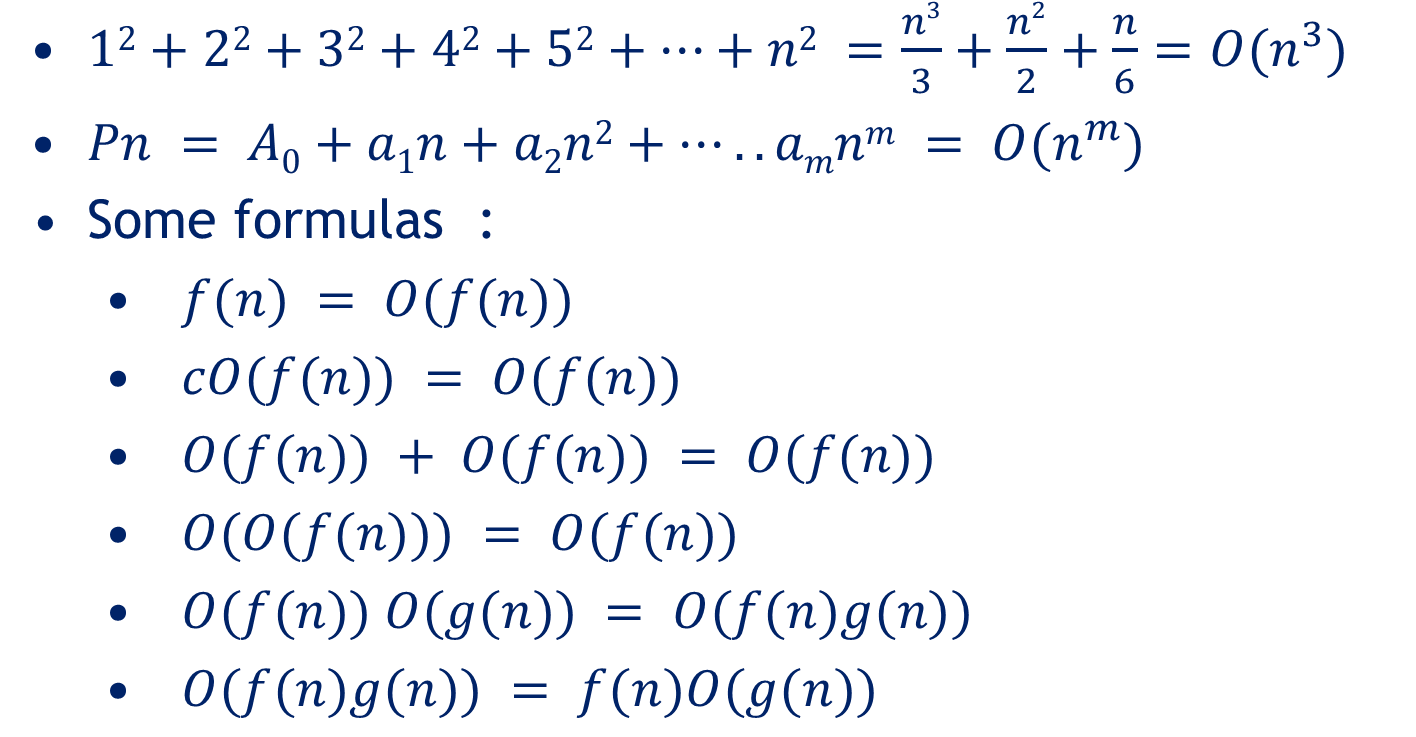 • 1² + 2² + 3² + 4² + 5² + ⋯ + n² = n³/3 + n²/2 + n/6 = O(n³)
• Pn = A₀ + a₁n + a₂n² + ⋯ . . aₘnᵐ = O(nᵐ)
• Some formulas :
• f(n) = O(f(n))
• cO(f(n)) = O(f(n))
• O(f(n)) + O(f(n)) = O(f(n))
• O(O(f(n))) = O(f(n))
• O(f(n)) O(g(n)) = O(f(n)g(n))
• O(f(n)g(n)) = f(n)O(g(n))